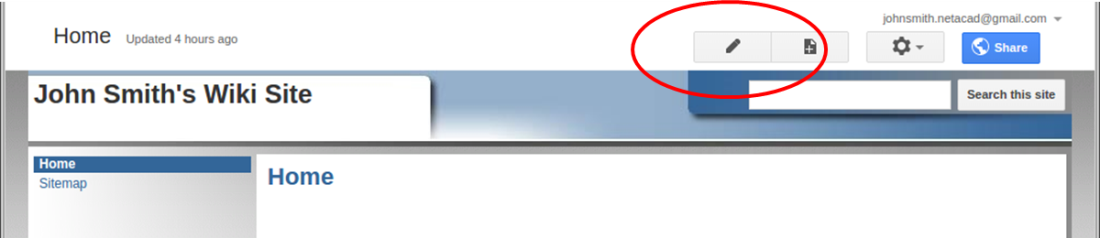 johnsmith.netacad@gmail.com
Home Updated 4 hours ago
Share
John Smith's Wiki Site
Search this site
Home
Sitemap
Home